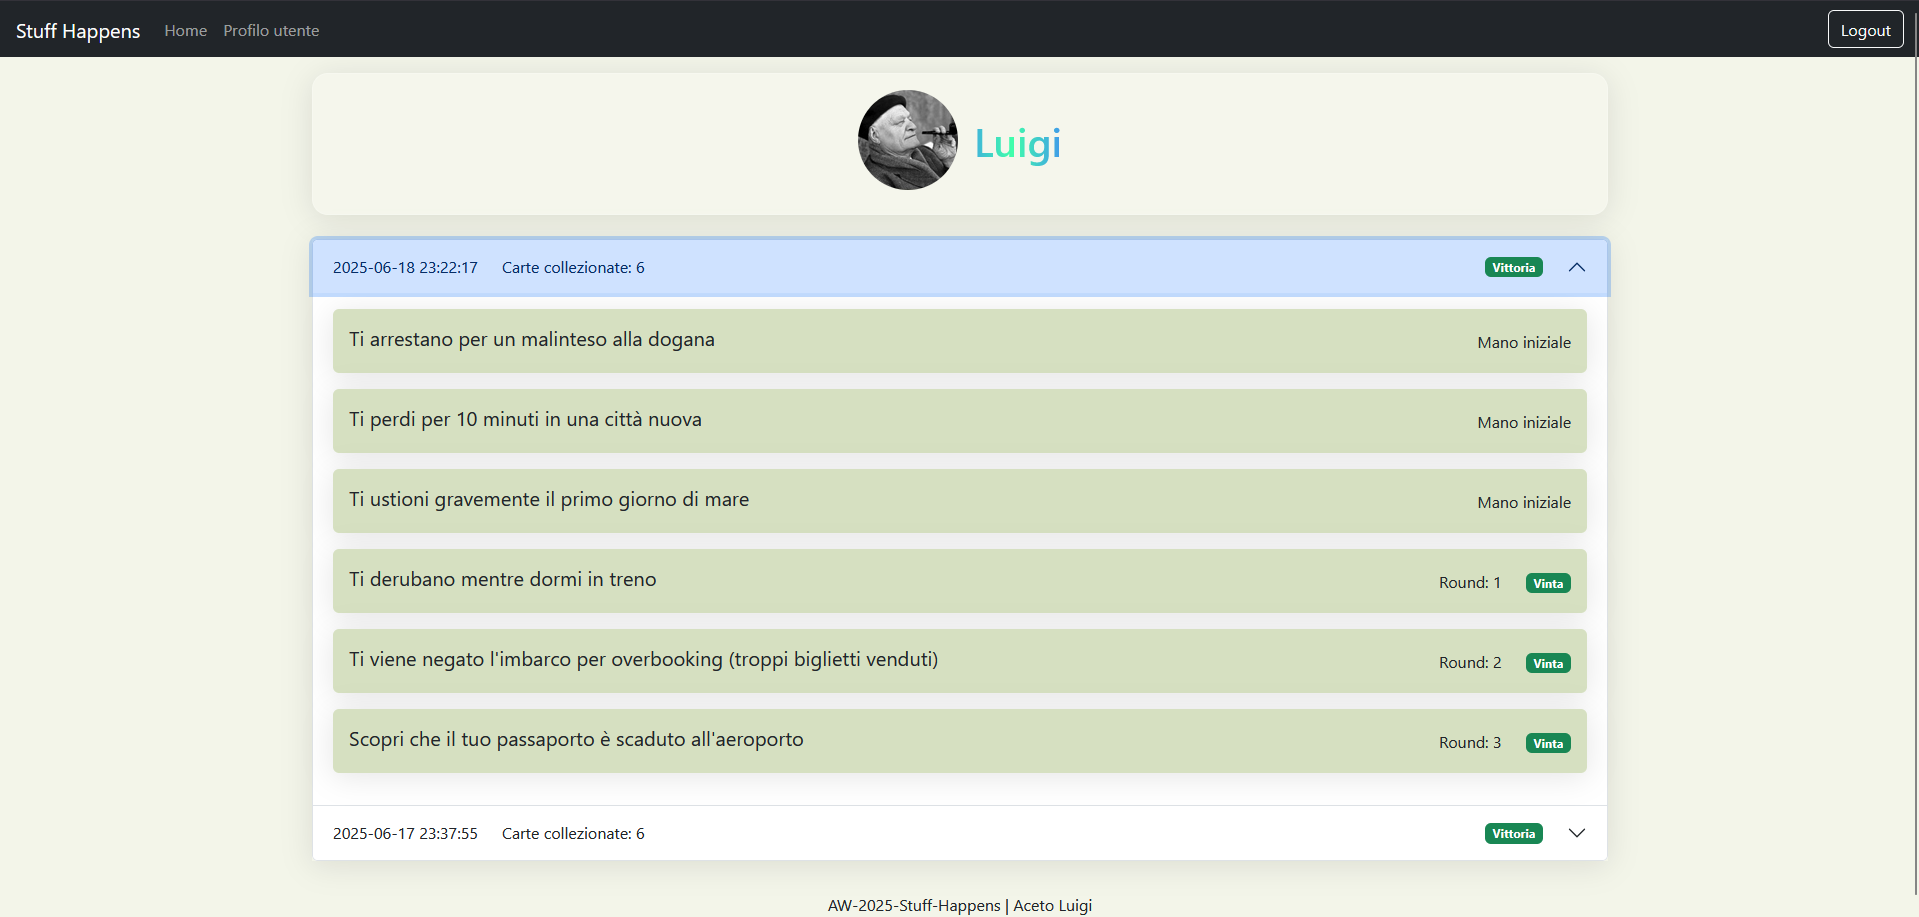 Stuff Happens Home Profilo utente Logout
Luigi
2025-06-18 23:22:17 Carte collezionate: 6 Vittoria
Ti arrestano per un malinteso alla dogana Mano iniziale
Ti perdi per 10 minuti in una città nuova Mano iniziale
Ti ustioni gravemente il primo giorno di mare Mano iniziale
Ti derubano mentre dormi in treno Round: 1 Vinta
Ti viene negato l'imbarco per overbooking (troppi biglietti venduti) Round: 2 Vinta
Scopri che il tuo passaporto è scaduto all'aeroporto Round: 3 Vinta
2025-06-17 23:37:55 Carte collezionate: 6 Vittoria
AW-2025-Stuff-Happens | Aceto Luigi